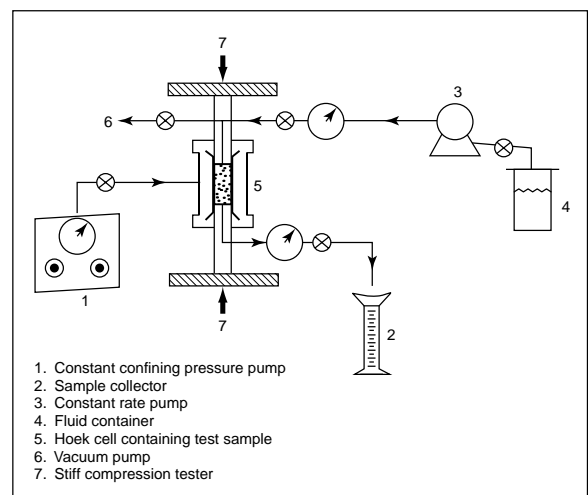 7
3
6
5
4
1
7
2
1. Constant confining pressure pump
2. Sample collector
3. Constant rate pump
4. Fluid container
5. Hoek cell containing test sample
6. Vacuum pump
7. Stiff compression tester